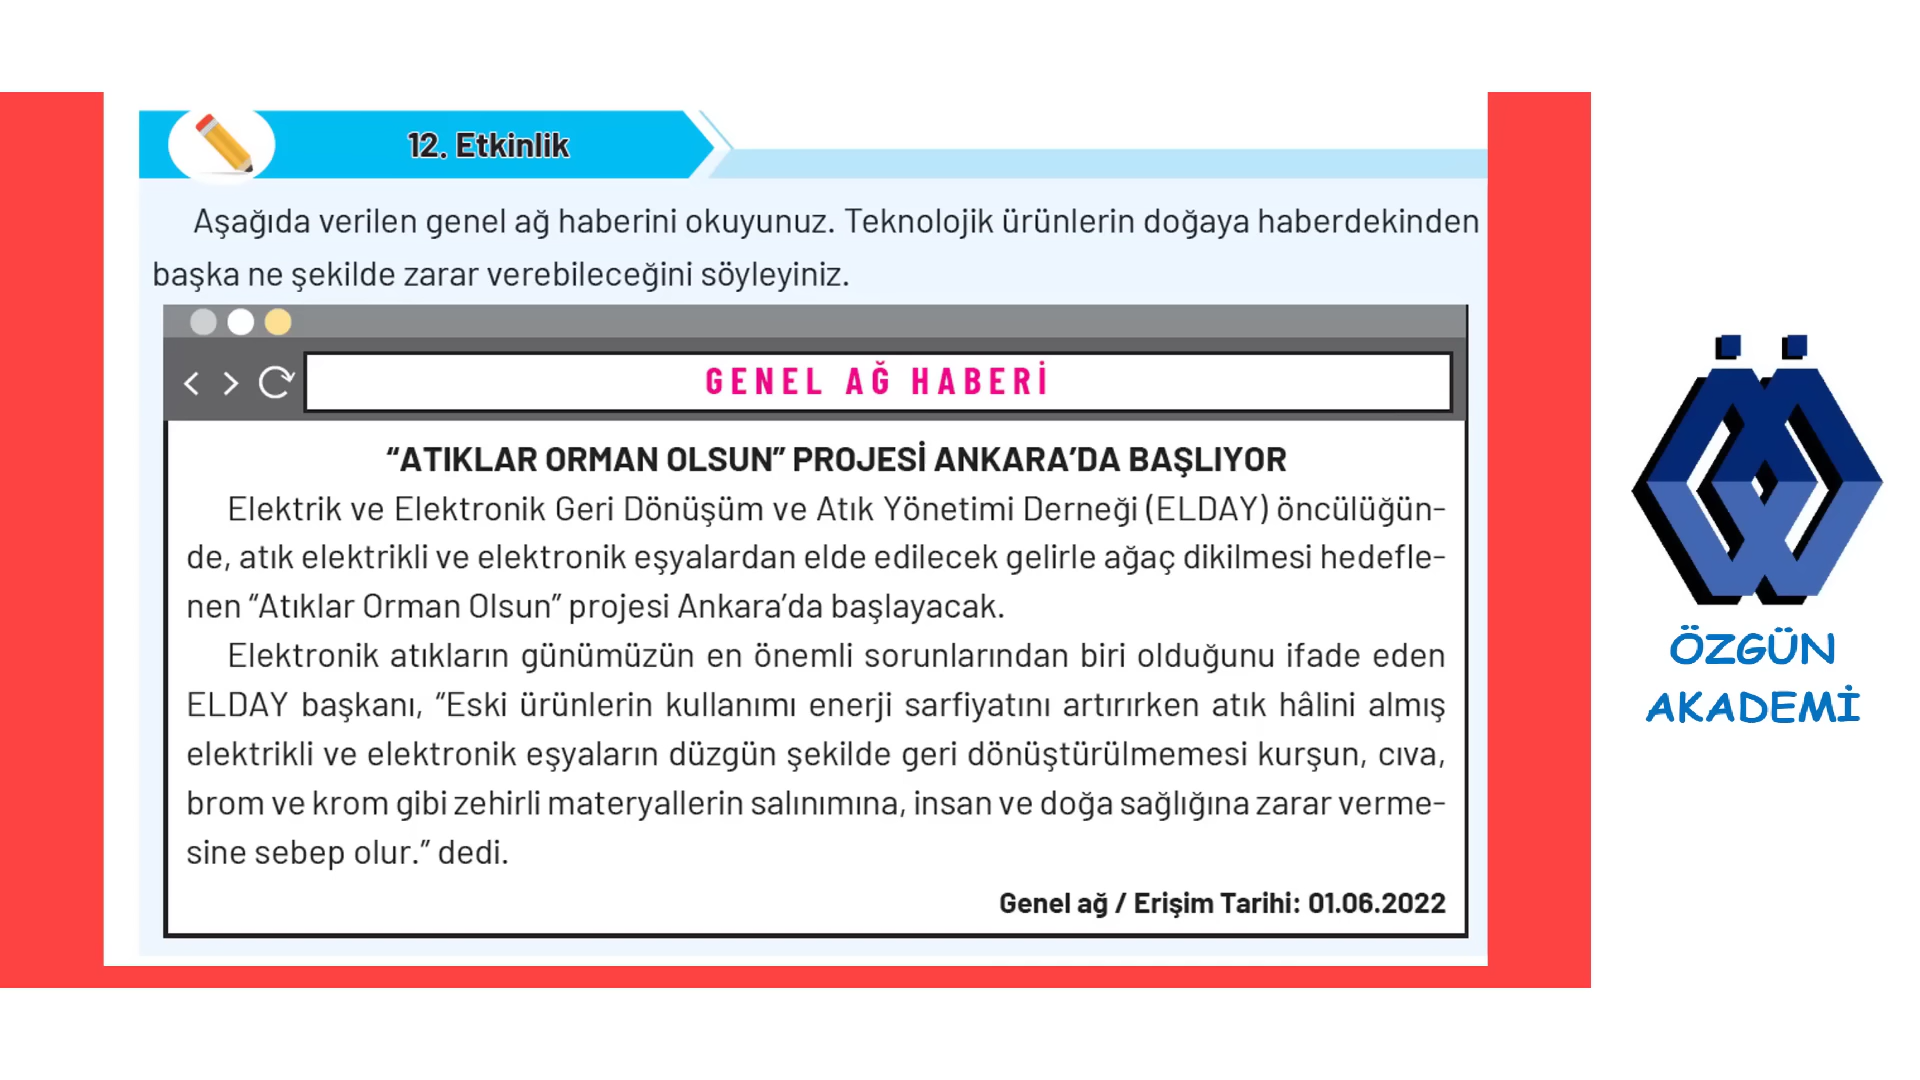 12. Etkinlik
Aşağıda verilen genel ağ haberini okuyunuz. Teknolojik ürünlerin doğaya haberdekinden
başka ne şekilde zarar verebileceğini söyleyiniz.
GENEL AĞ HABERİ
“ATIKLAR ORMAN OLSUN” PROJESİ ANKARA’DA BAŞLIYOR
Elektrik ve Elektronik Geri Dönüşüm ve Atık Yönetimi Derneği (ELDAY) öncülüğün-
de, atık elektrikli ve elektronik eşyalardan elde edilecek gelirle ağaç dikilmesi hedefle-
nen “Atıklar Orman Olsun” projesi Ankara’da başlayacak.
Elektronik atıkların günümüzün en önemli sorunlarından biri olduğunu ifade eden
ELDAY başkanı, “Eski ürünlerin kullanımı enerji sarfiyatını artırırken atık hâlini almış
elektrikli ve elektronik eşyaların düzgün şekilde geri dönüştürülmemesi kurşun, cıva,
brom ve krom gibi zehirli materyallerin salınımına, insan ve doğa sağlığına zarar verme-
sine sebep olur.” dedi.
Genel ağ / Erişim Tarihi: 01.06.2022
ÖZGÜN
AKADEMİ